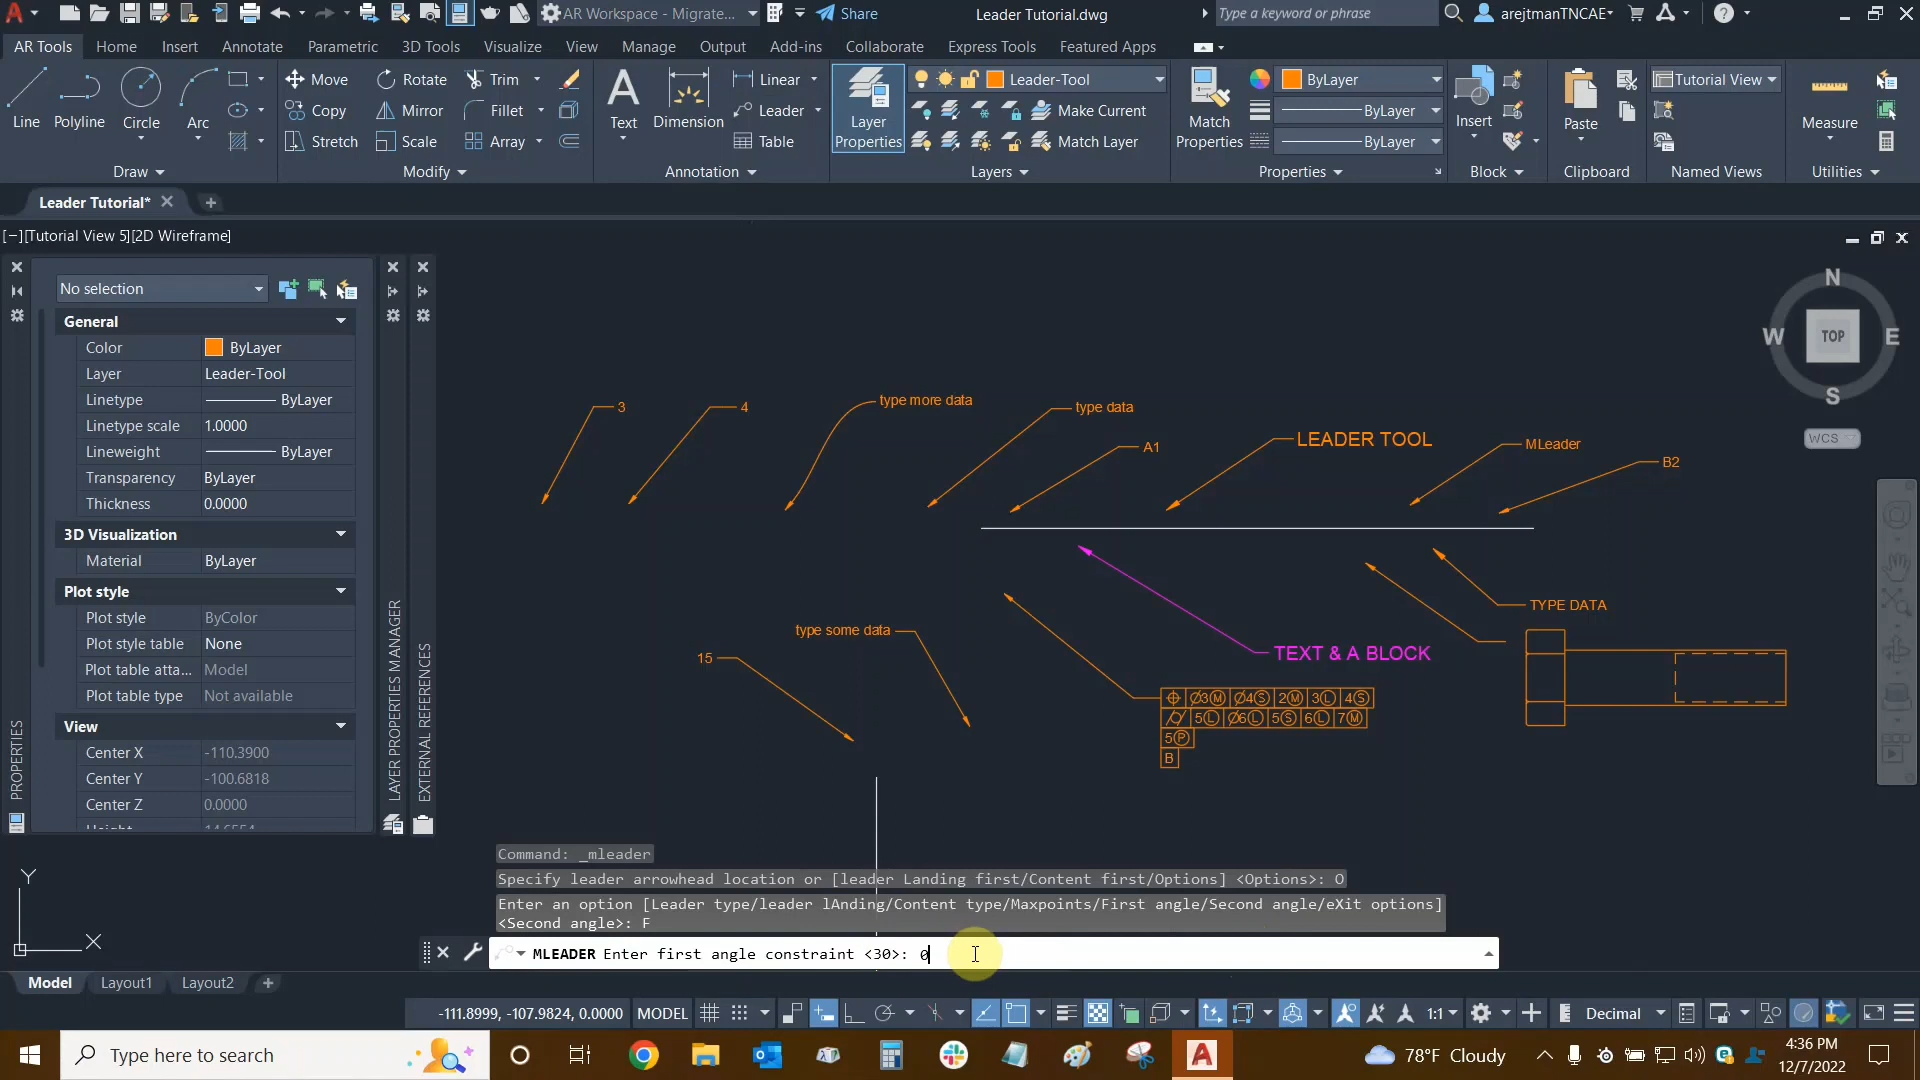 AR Workspace - Migrate...
Share
Leader Tutorial.dwg
Type a keyword or phrase
arejtmanTNCAE
AR Tools
Home
Insert
Annotate
Parametric
3D Tools
Visualize
View
Manage
Output
Add-ins
Collaborate
Express Tools
Featured Apps
Line
Polyline
Circle
Arc
Draw
Move
Copy
Stretch
Rotate
Mirror
Scale
Trim
Fillet
Array
Modify
Text
Dimension
Linear
Leader
Table
Annotation
Layer
Properties
Leader-Tool
Make Current
Match Layer
Layers
Match
Properties
ByLayer
ByLayer
ByLayer
Properties
Insert
Block
Paste
Clipboard
Tutorial View
Named Views
Measure
Utilities
Leader Tutorial*
[−][Tutorial View 5][2D Wireframe]
No selection
General
Color ByLayer
Layer Leader-Tool
Linetype ByLayer
Linetype scale 1.0000
Lineweight ByLayer
Transparency ByLayer
Thickness 0.0000
3D Visualization
Material ByLayer
Plot style
Plot style ByColor
Plot style table None
Plot table atta... Model
Plot table type Not available
View
Center X -110.3900
Center Y -100.6818
Center Z 0.0000
PROPERTIES
LAYER PROPERTIES MANAGER
EXTERNAL REFERENCES
N
W TOP E
S
WCS
3
4
type more data
type data
A1
LEADER TOOL
MLeader
B2
TYPE DATA
TEXT & A BLOCK
type some data
15
⌖ Ø3Ⓜ Ø4Ⓢ 2Ⓜ 3Ⓛ 4Ⓢ
⌭ 5Ⓛ Ø6Ⓛ 5Ⓢ 6Ⓛ 7Ⓜ
5Ⓟ
B
Y
X
Command: _mleader
Specify leader arrowhead location or [leader Landing first/Content first/Options] <Options>: O
Enter an option [Leader type/leader lAnding/Content type/Maxpoints/First angle/Second angle/eXit options]
<Second angle>: F
MLEADER Enter first angle constraint <30>: 0
Model
Layout1
Layout2
-111.8999, -107.9824, 0.0000
MODEL
1:1
Decimal
Type here to search
78°F Cloudy
4:36 PM
12/7/2022